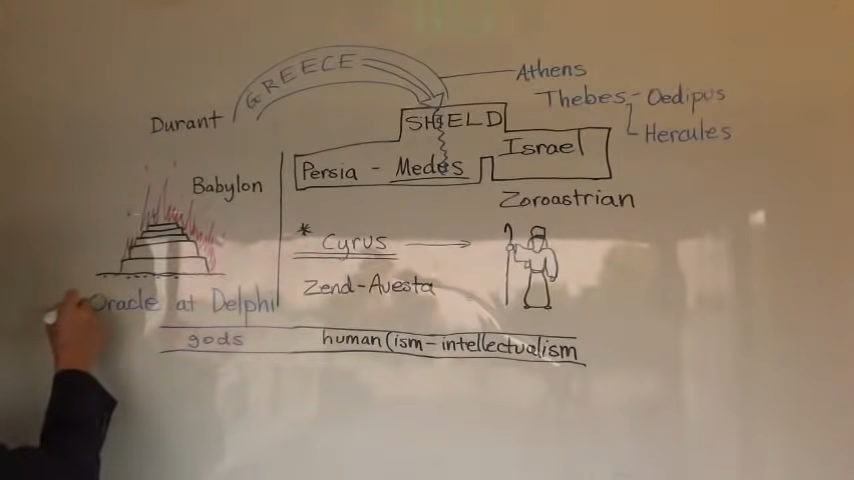 GREECE
Athens
Thebes - Oedipus
Hercules
Durant
SHIELD
Israel
Persia - Medes
Babylon
Zoroastrian
* Cyrus
Zend-Avesta
Oracle at Delphi
gods human(ism-intellectualism